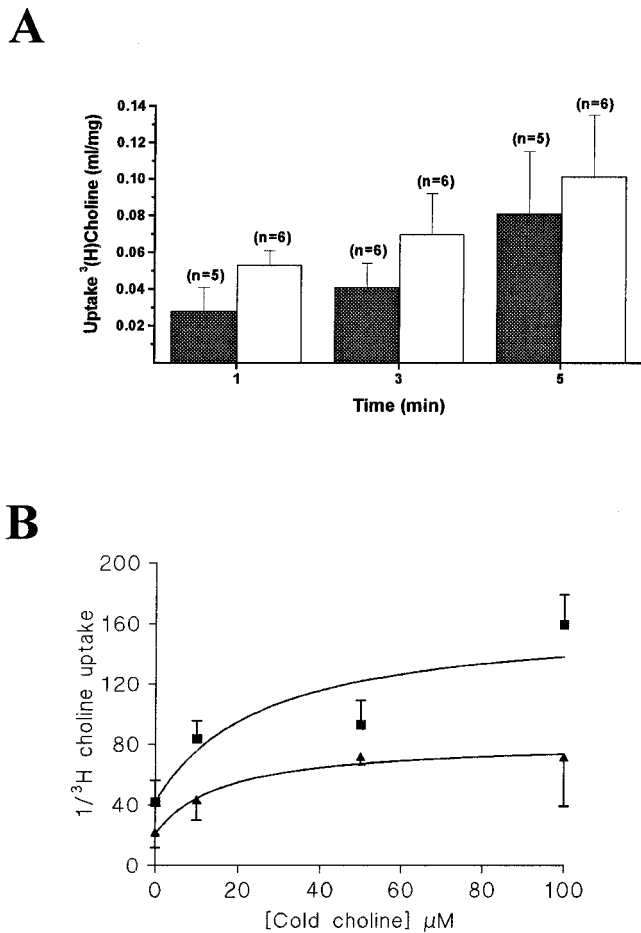 A
Uptake ³(H)Choline (ml/mg)
0.14
0.12
0.10
0.08
0.06
0.04
0.02
(n=5)
(n=6)
(n=6)
(n=6)
(n=5)
(n=6)
1
3
5
Time (min)
B
1/³H choline uptake
200
160
120
80
40
0
0
20
40
60
80
100
[Cold choline] μM